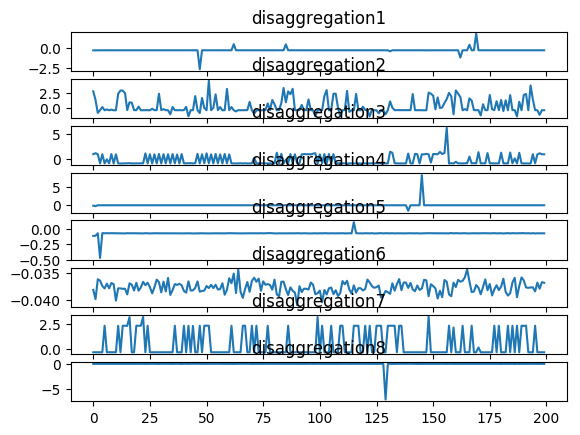 disaggregation1
0.0
−2.5
disaggregation2
2.5
0.0
disaggregation3
5
0
disaggregation4
5
0
disaggregation5
0.00
−0.25
−0.50
disaggregation6
−0.035
−0.040
disaggregation7
2.5
0.0
disaggregation8
0
−5
0 25 50 75 100 125 150 175 200